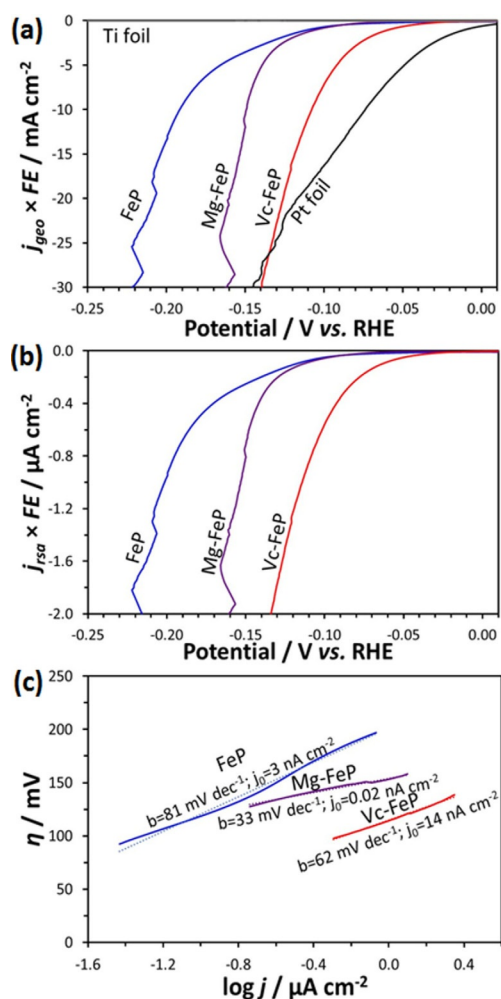 (a)
Ti foil
0
-5
-10
-15
-20
-25
-30
j_geo × FE / mA cm⁻²
FeP
Mg-FeP
Vc-FeP
Pt foil
-0.25 -0.20 -0.15 -0.10 -0.05 0.00
Potential / V vs. RHE
(b)
0.0
-0.4
-0.8
-1.2
-1.6
-2.0
j_rsa × FE / μA cm⁻²
FeP
Mg-FeP
Vc-FeP
-0.25 -0.20 -0.15 -0.10 -0.05 0.00
Potential / V vs. RHE
(c)
250
200
150
100
50
0
η / mV
FeP
b=81 mV dec⁻¹; j₀=3 nA cm⁻²
Mg-FeP
b=33 mV dec⁻¹; j₀=0.02 nA cm⁻²
Vc-FeP
b=62 mV dec⁻¹; j₀=14 nA cm⁻²
-1.6 -1.2 -0.8 -0.4 0.0 0.4
log j / μA cm⁻²